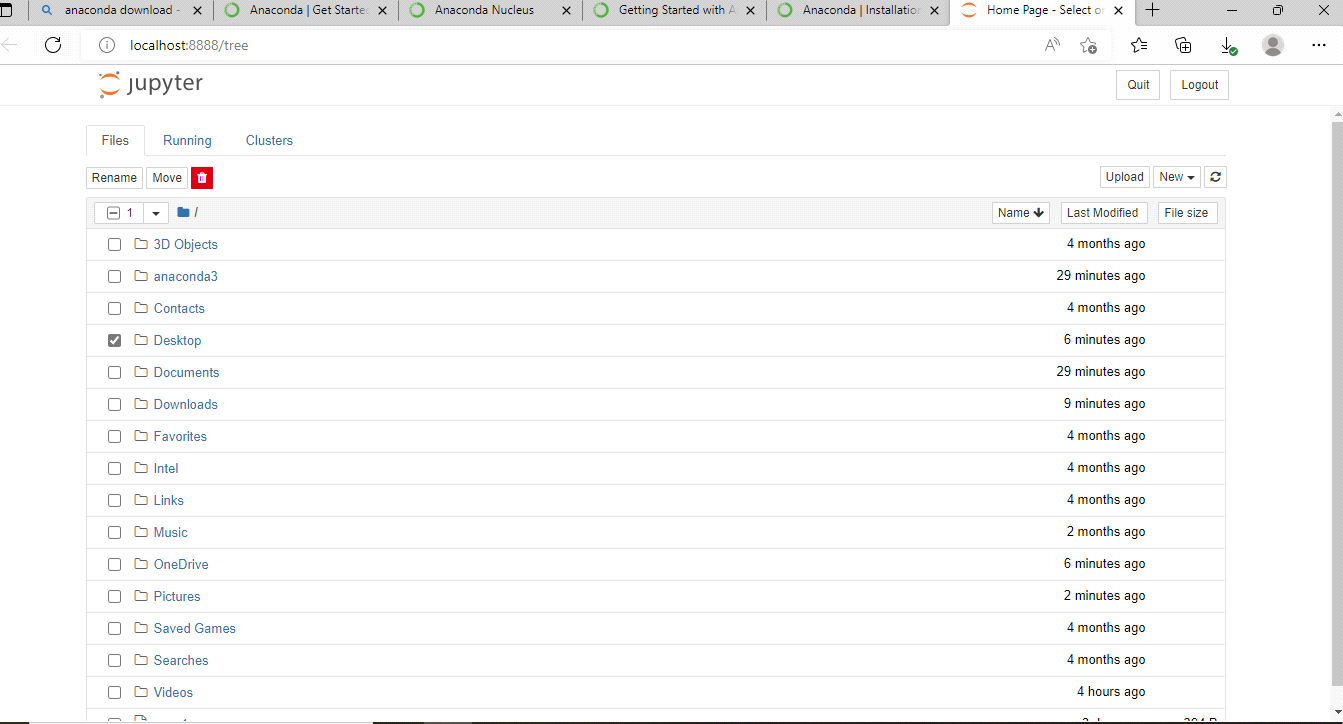 anaconda download -
Anaconda | Get Starte
Anaconda Nucleus
Getting Started with A
Anaconda | Installation
Home Page - Select o
localhost:8888/tree
jupyter
Quit Logout
Files Running Clusters
Rename Move Upload New
1 / Name Last Modified File size
3D Objects 4 months ago
anaconda3 29 minutes ago
Contacts 4 months ago
Desktop 6 minutes ago
Documents 29 minutes ago
Downloads 9 minutes ago
Favorites 4 months ago
Intel 4 months ago
Links 4 months ago
Music 2 months ago
OneDrive 6 minutes ago
Pictures 2 minutes ago
Saved Games 4 months ago
Searches 4 months ago
Videos 4 hours ago